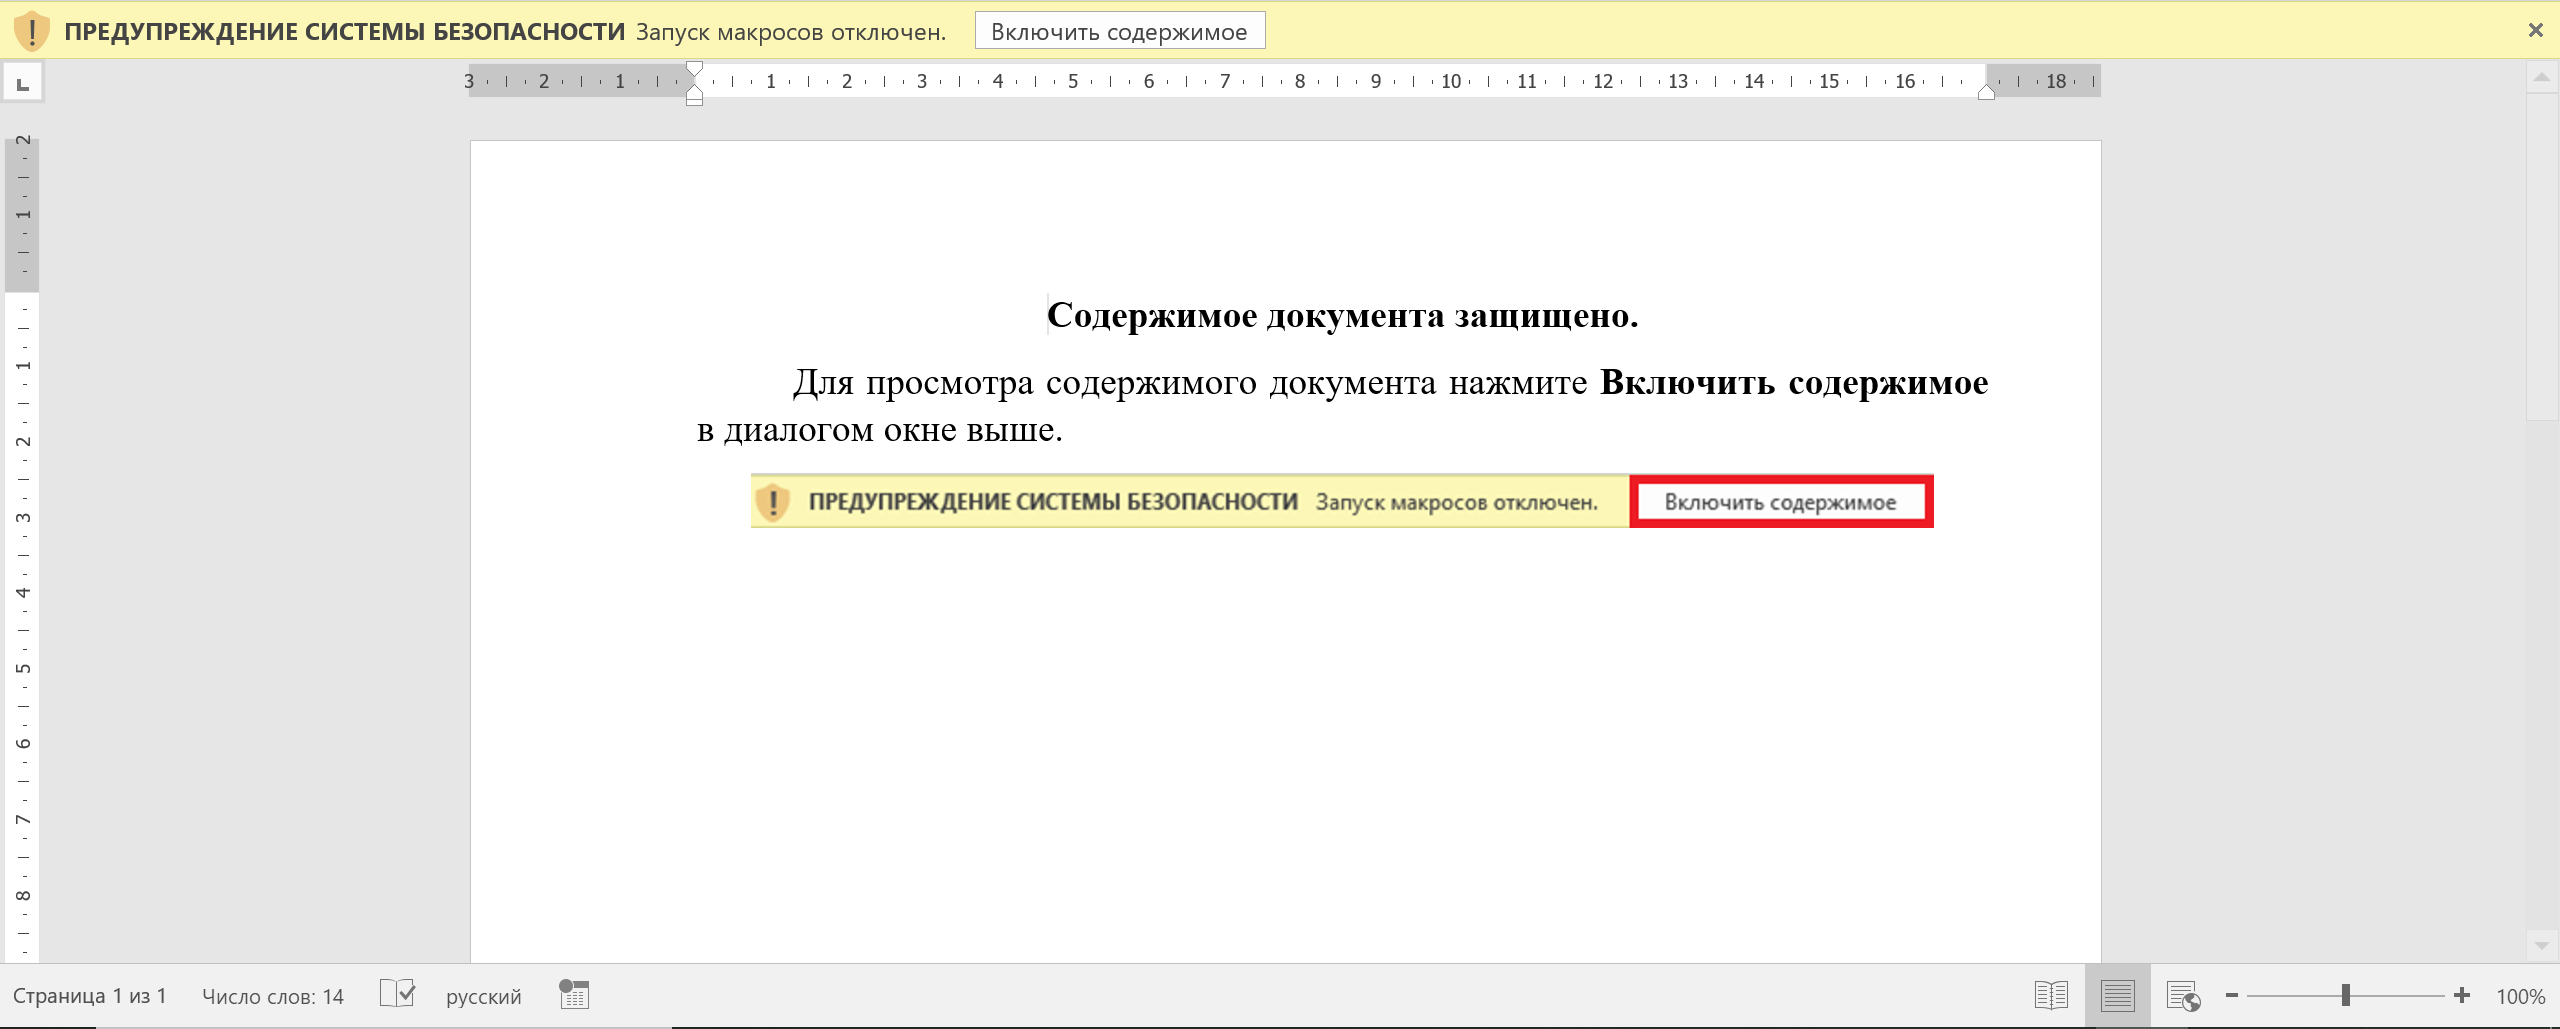 ПРЕДУПРЕЖДЕНИЕ СИСТЕМЫ БЕЗОПАСНОСТИ Запуск макросов отключен. Включить содержимое
3 2 1 1 2 3 4 5 6 7 8 9 10 11 12 13 14 15 16 18
2
1
1
2
3
4
5
6
7
8
Содержимое документа защищено.
Для просмотра содержимого документа нажмите Включить содержимое
в диалогом окне выше.
ПРЕДУПРЕЖДЕНИЕ СИСТЕМЫ БЕЗОПАСНОСТИ Запуск макросов отключен. Включить содержимое
Страница 1 из 1 Число слов: 14 русский 100%